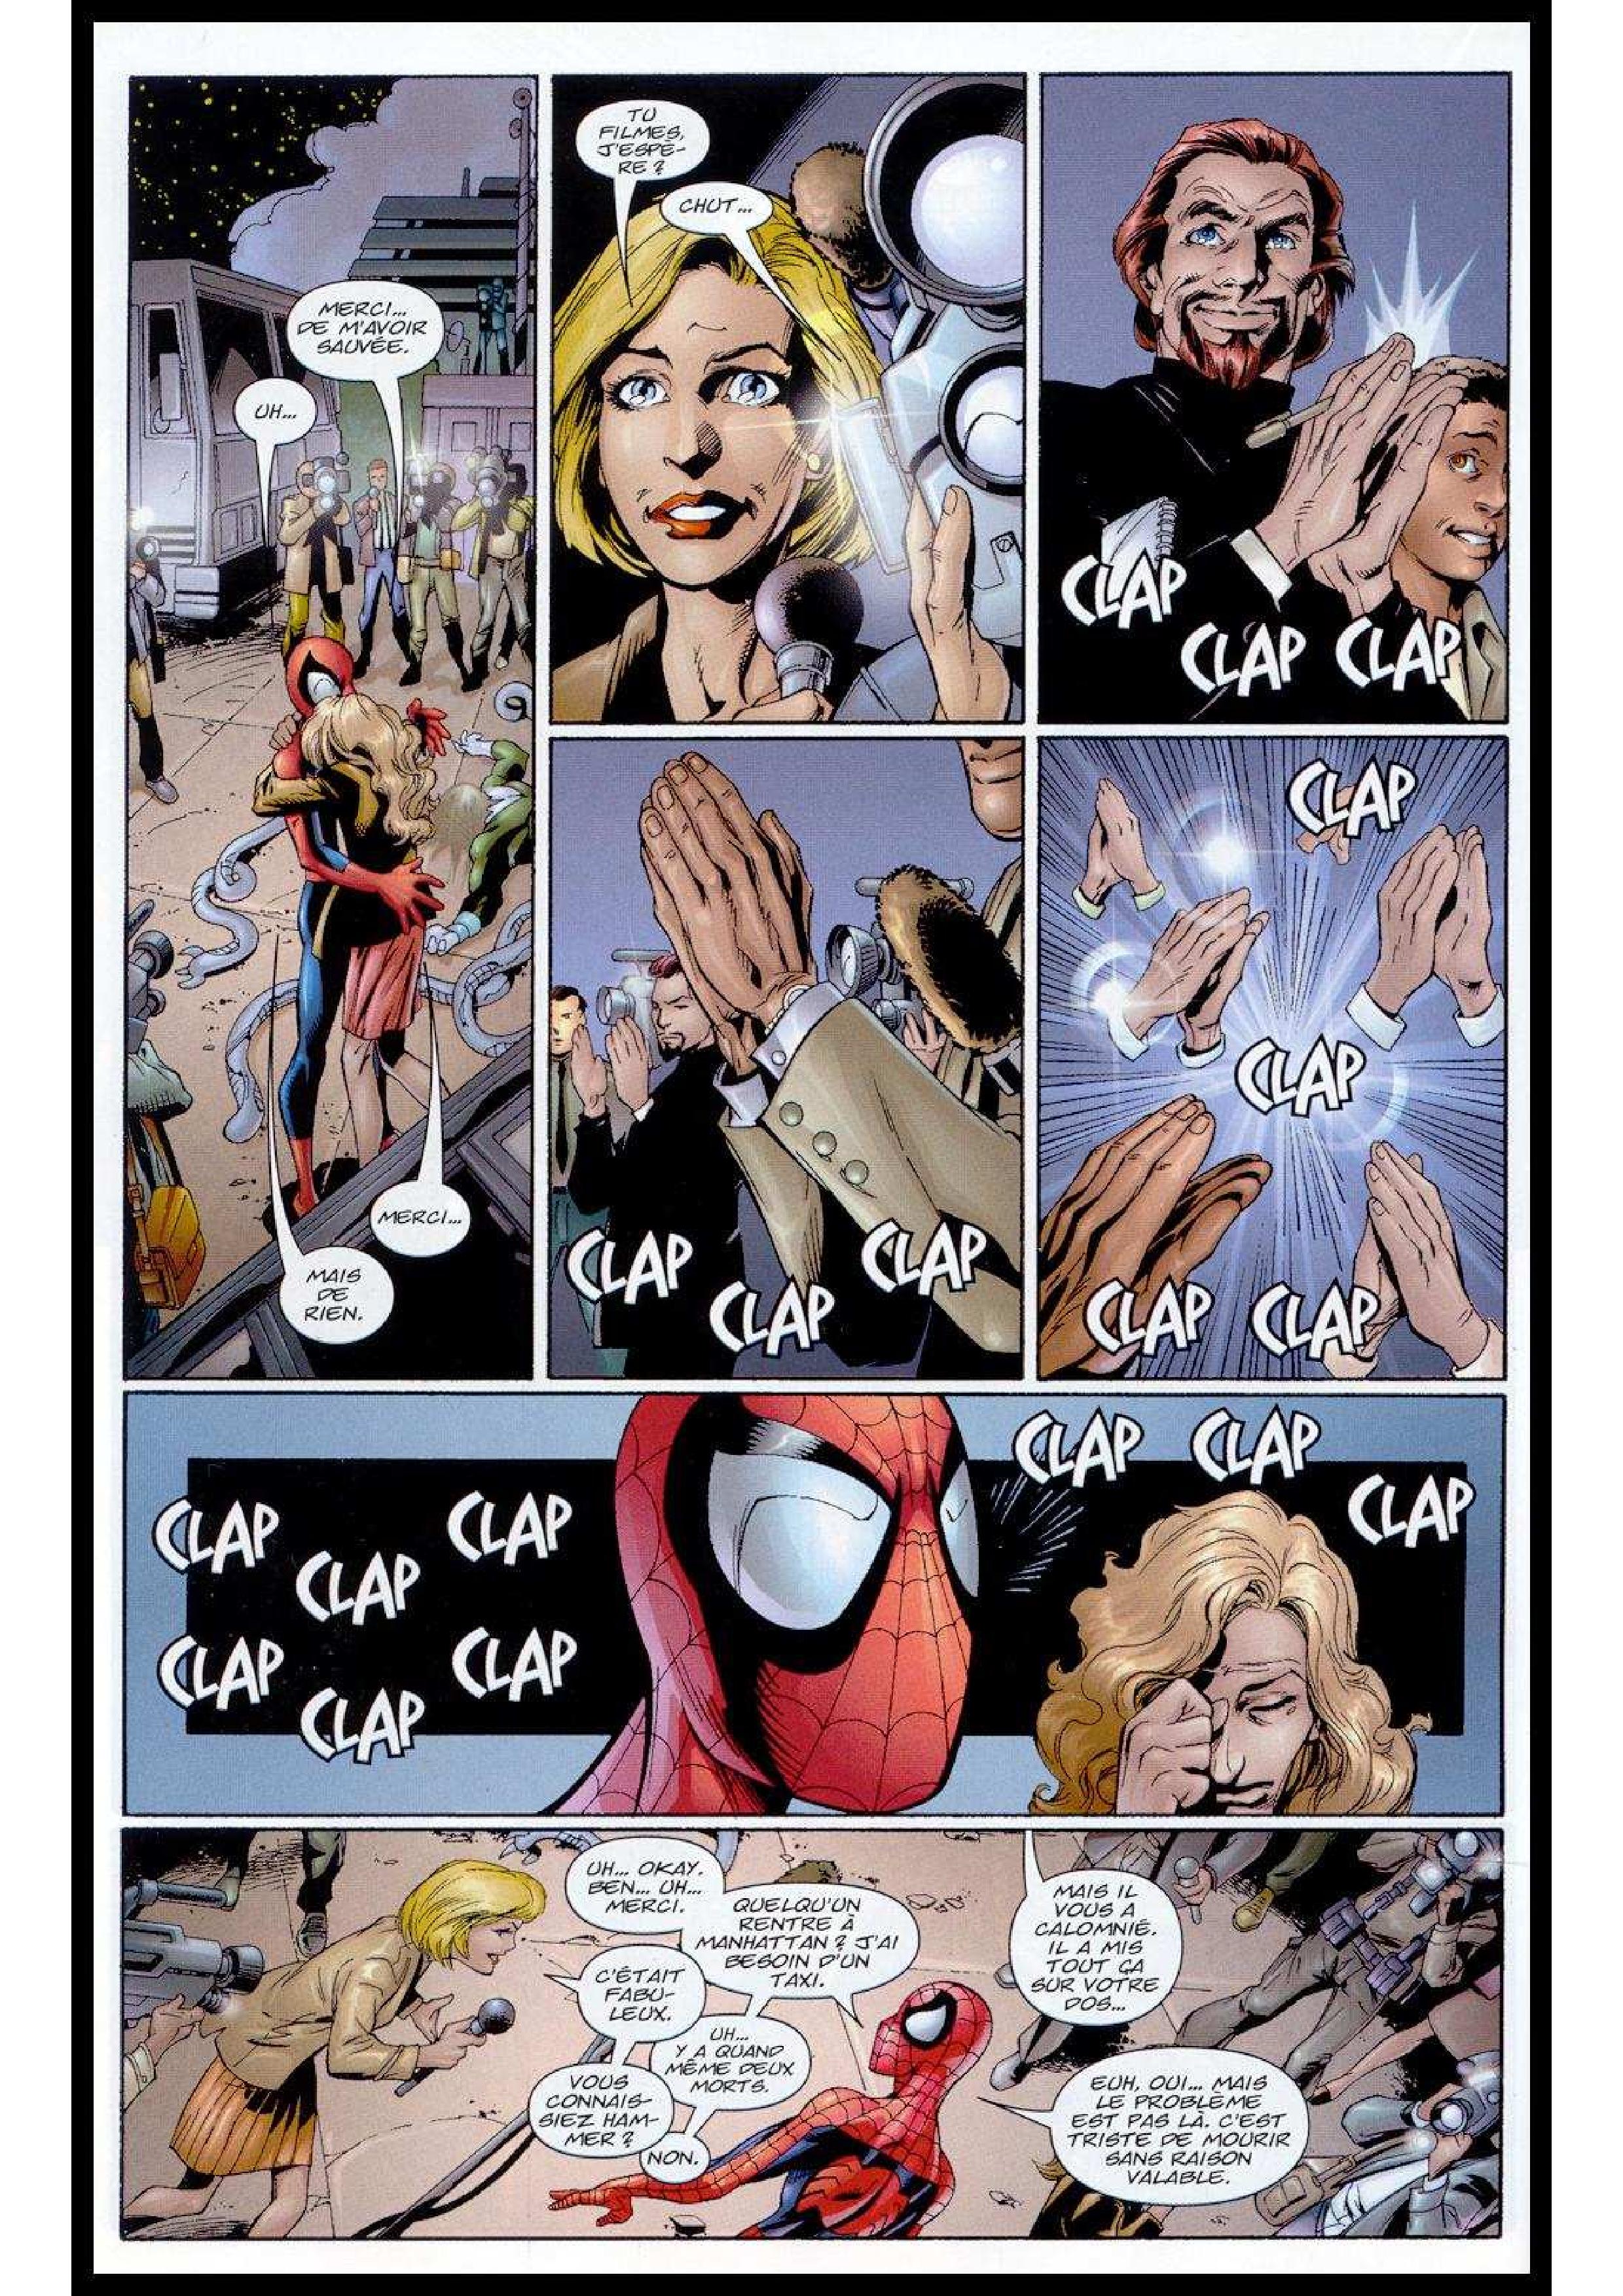 UH...
MERCI...
DE M'AVOIR
SAUVÉE.
MAIS
DE
RIEN.
MERCI...
TU
FILMES,
J'ESPÈ-
RE ?
CHUT...
CLAP
CLAP CLAP
CLAP
CLAP
CLAP
CLAP
CLAP
CLAP CLAP
CLAP
CLAP
CLAP
CLAP
CLAP
CLAP
CLAP CLAP
CLAP
UH... OKAY.
BEN... UH...
MERCI.
QUELQU'UN
RENTRE À
MANHATTAN ? J'AI
BESOIN D'UN
TAXI.
C'ÉTAIT
FABU-
LEUX.
UH...
Y A QUAND
MÊME DEUX
MORTS.
VOUS
CONNAIS-
SIEZ HAM-
MER ?
NON.
MAIS IL
VOUS A
CALOMNIÉ.
IL A MIS
TOUT ÇA
SUR VOTRE
DOS...
EUH, OUI... MAIS
LE PROBLÈME
EST PAS LÀ. C'EST
TRISTE DE MOURIR
SANS RAISON
VALABLE.